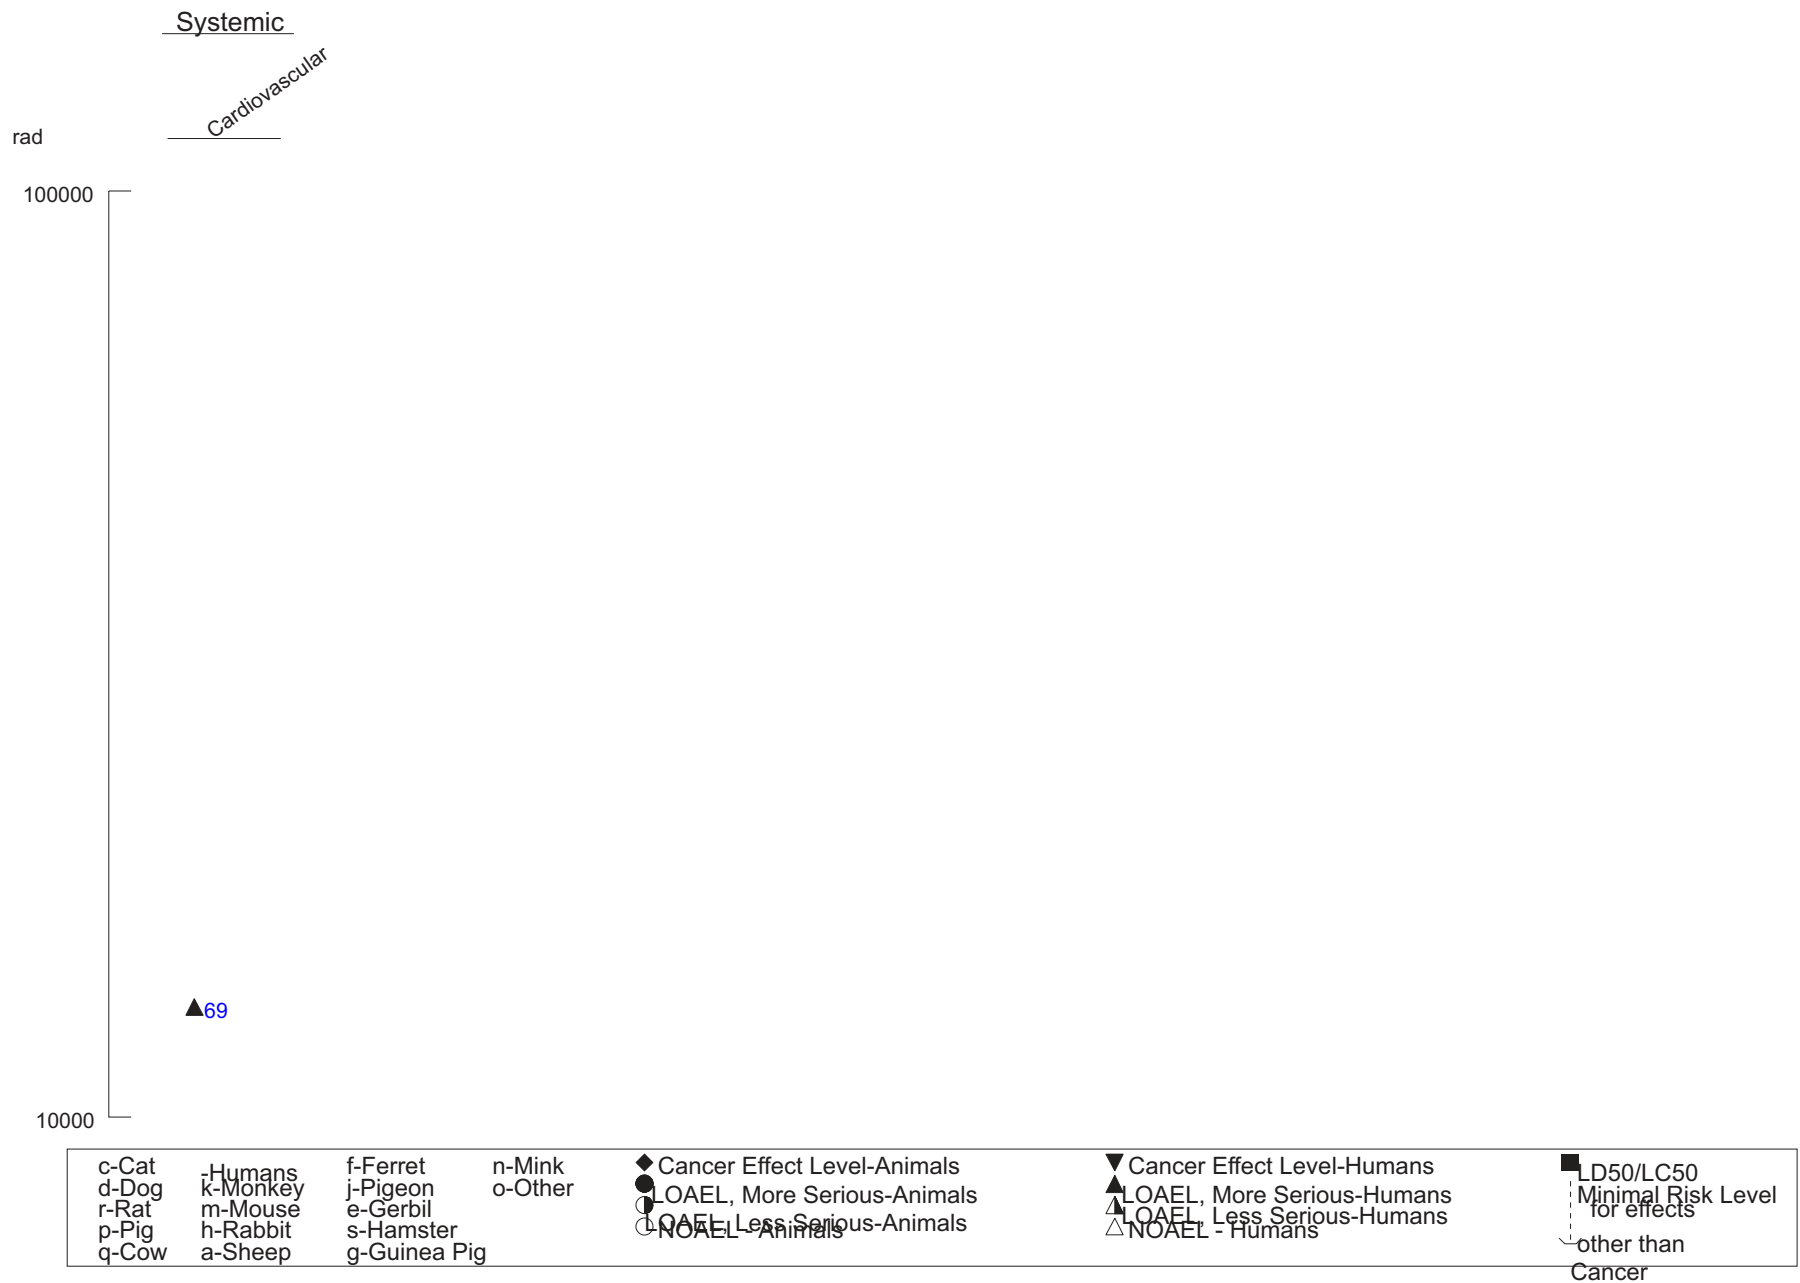 Systemic
Cardiovascular
rad
100000
69
10000
c-Cat
d-Dog
r-Rat
p-Pig
q-Cow
-Humans
k-Monkey
m-Mouse
h-Rabbit
a-Sheep
f-Ferret
j-Pigeon
e-Gerbil
s-Hamster
g-Guinea Pig
n-Mink
o-Other
Cancer Effect Level-Animals
LOAEL, More Serious-Animals
LOAEL, Less Serious-Animals
NOAEL - Animals
Cancer Effect Level-Humans
LOAEL, More Serious-Humans
LOAEL, Less Serious-Humans
NOAEL - Humans
LD50/LC50
Minimal Risk Level
for effects
other than
Cancer